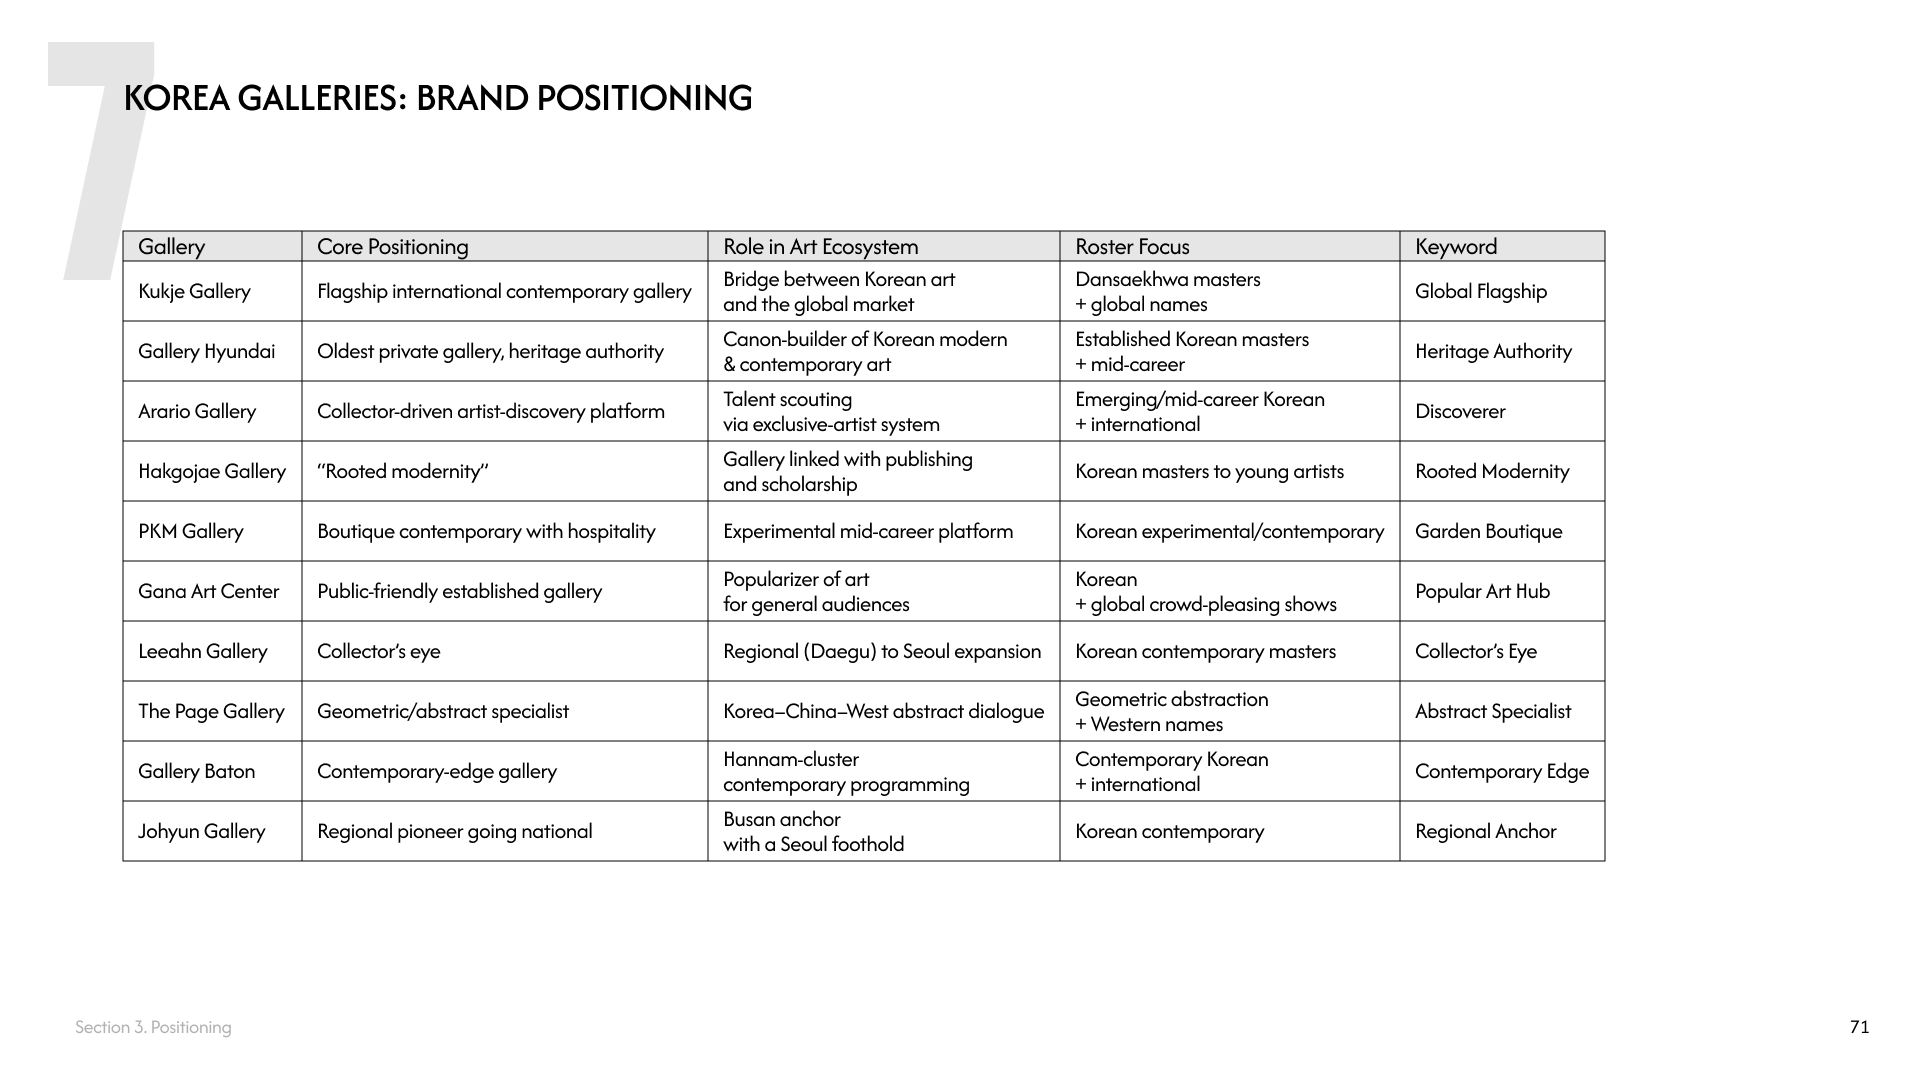 7
KOREA GALLERIES: BRAND POSITIONING
Gallery
Core Positioning
Role in Art Ecosystem
Roster Focus
Keyword
Kukje Gallery
Flagship international contemporary gallery
Bridge between Korean art
and the global market
Dansaekhwa masters
+ global names
Global Flagship
Gallery Hyundai
Oldest private gallery, heritage authority
Canon-builder of Korean modern
& contemporary art
Established Korean masters
+ mid-career
Heritage Authority
Arario Gallery
Collector-driven artist-discovery platform
Talent scouting
via exclusive-artist system
Emerging/mid-career Korean
+ international
Discoverer
Hakgojae Gallery
“Rooted modernity”
Gallery linked with publishing
and scholarship
Korean masters to young artists
Rooted Modernity
PKM Gallery
Boutique contemporary with hospitality
Experimental mid-career platform
Korean experimental/contemporary
Garden Boutique
Gana Art Center
Public-friendly established gallery
Popularizer of art
for general audiences
Korean
+ global crowd-pleasing shows
Popular Art Hub
Leeahn Gallery
Collector’s eye
Regional (Daegu) to Seoul expansion
Korean contemporary masters
Collector’s Eye
The Page Gallery
Geometric/abstract specialist
Korea–China–West abstract dialogue
Geometric abstraction
+ Western names
Abstract Specialist
Gallery Baton
Contemporary-edge gallery
Hannam-cluster
contemporary programming
Contemporary Korean
+ international
Contemporary Edge
Johyun Gallery
Regional pioneer going national
Busan anchor
with a Seoul foothold
Korean contemporary
Regional Anchor
Section 3. Positioning
71